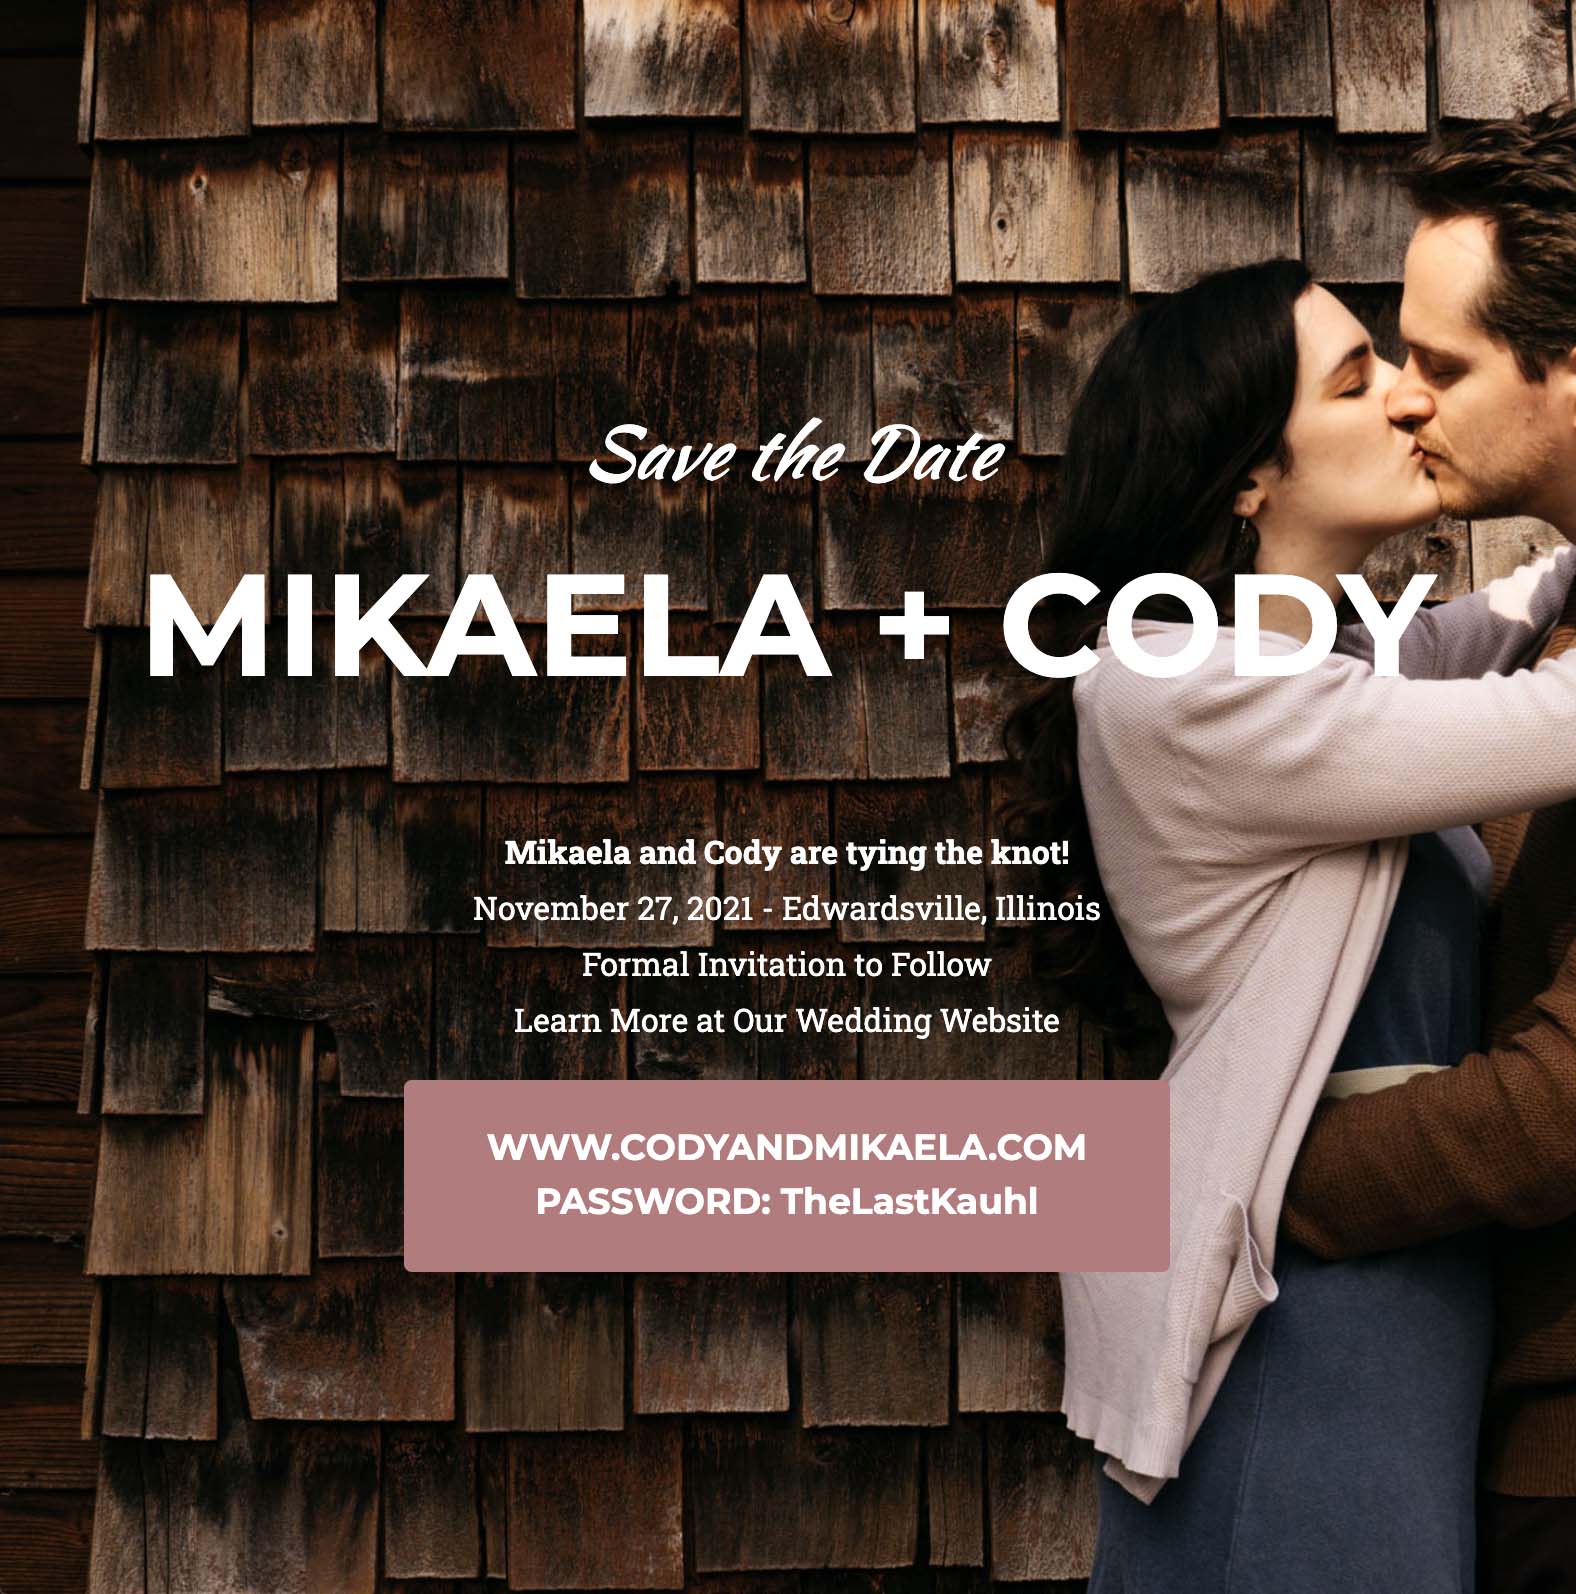 Save the Date
MIKAELA + CODY
Mikaela and Cody are tying the knot!
November 27, 2021 - Edwardsville, Illinois
Formal Invitation to Follow
Learn More at Our Wedding Website
WWW.CODYANDMIKAELA.COM
PASSWORD: TheLastKauhl